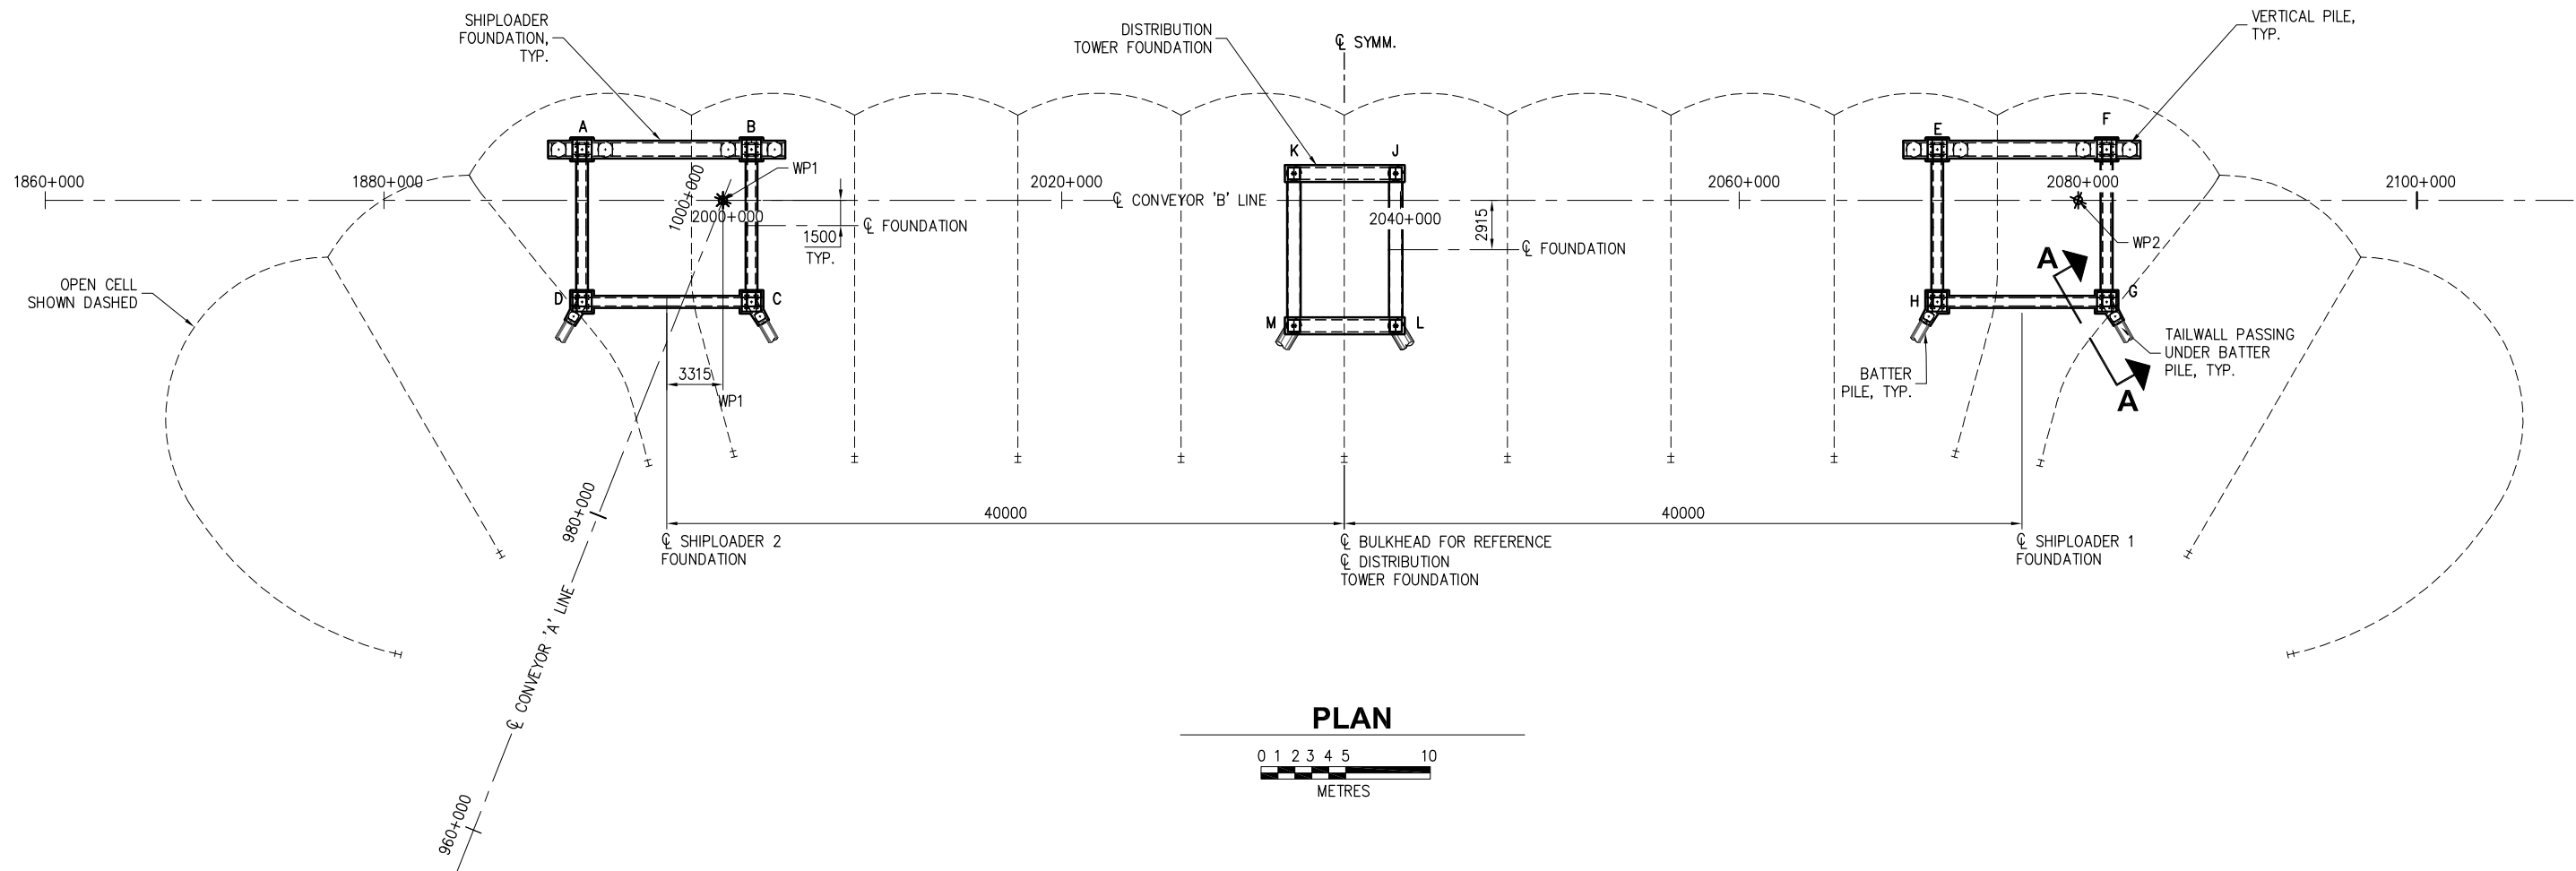 SHIPLOADER
FOUNDATION,
TYP.
DISTRIBUTION
TOWER FOUNDATION
℄ SYMM.
VERTICAL PILE,
TYP.
A
B
K
J
E
F
1860+000
1880+000
1000+000
WP1
2000+000
2020+000
℄ CONVEYOR 'B' LINE
2040+000
2060+000
2080+000
2100+000
1500
TYP.
℄ FOUNDATION
2915
℄ FOUNDATION
WP2
OPEN CELL
SHOWN DASHED
D
C
M
L
H
G
A
A
TAILWALL PASSING
UNDER BATTER
PILE, TYP.
BATTER
PILE, TYP.
3315
WP1
980+000
40000
40000
℄ SHIPLOADER 2
FOUNDATION
℄ BULKHEAD FOR REFERENCE
℄ DISTRIBUTION
TOWER FOUNDATION
℄ SHIPLOADER 1
FOUNDATION
℄ CONVEYOR 'A' LINE
960+000
PLAN
0 1 2 3 4 5 10
METRES